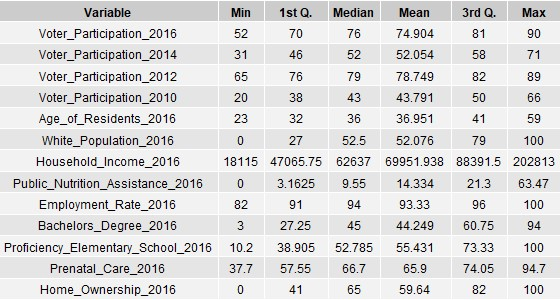 Variable Min 1st Q. Median Mean 3rd Q. Max
Voter_Participation_2016 52 70 76 74.904 81 90
Voter_Participation_2014 31 46 52 52.054 58 71
Voter_Participation_2012 65 76 79 78.749 82 89
Voter_Participation_2010 20 38 43 43.791 50 66
Age_of_Residents_2016 23 32 36 36.951 41 59
White_Population_2016 0 27 52.5 52.076 79 100
Household_Income_2016 18115 47065.75 62637 69951.938 88391.5 202813
Public_Nutrition_Assistance_2016 0 3.1625 9.55 14.334 21.3 63.47
Employment_Rate_2016 82 91 94 93.33 96 100
Bachelors_Degree_2016 3 27.25 45 44.249 60.75 94
Proficiency_Elementary_School_2016 10.2 38.905 52.785 55.431 73.33 100
Prenatal_Care_2016 37.7 57.55 66.7 65.9 74.05 94.7
Home_Ownership_2016 0 41 65 59.64 82 100